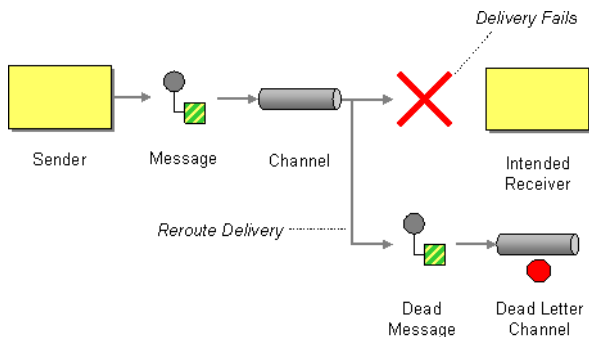 Delivery Fails
Sender
Message
Channel
Intended
Receiver
Reroute Delivery
Dead
Message
Dead Letter
Channel